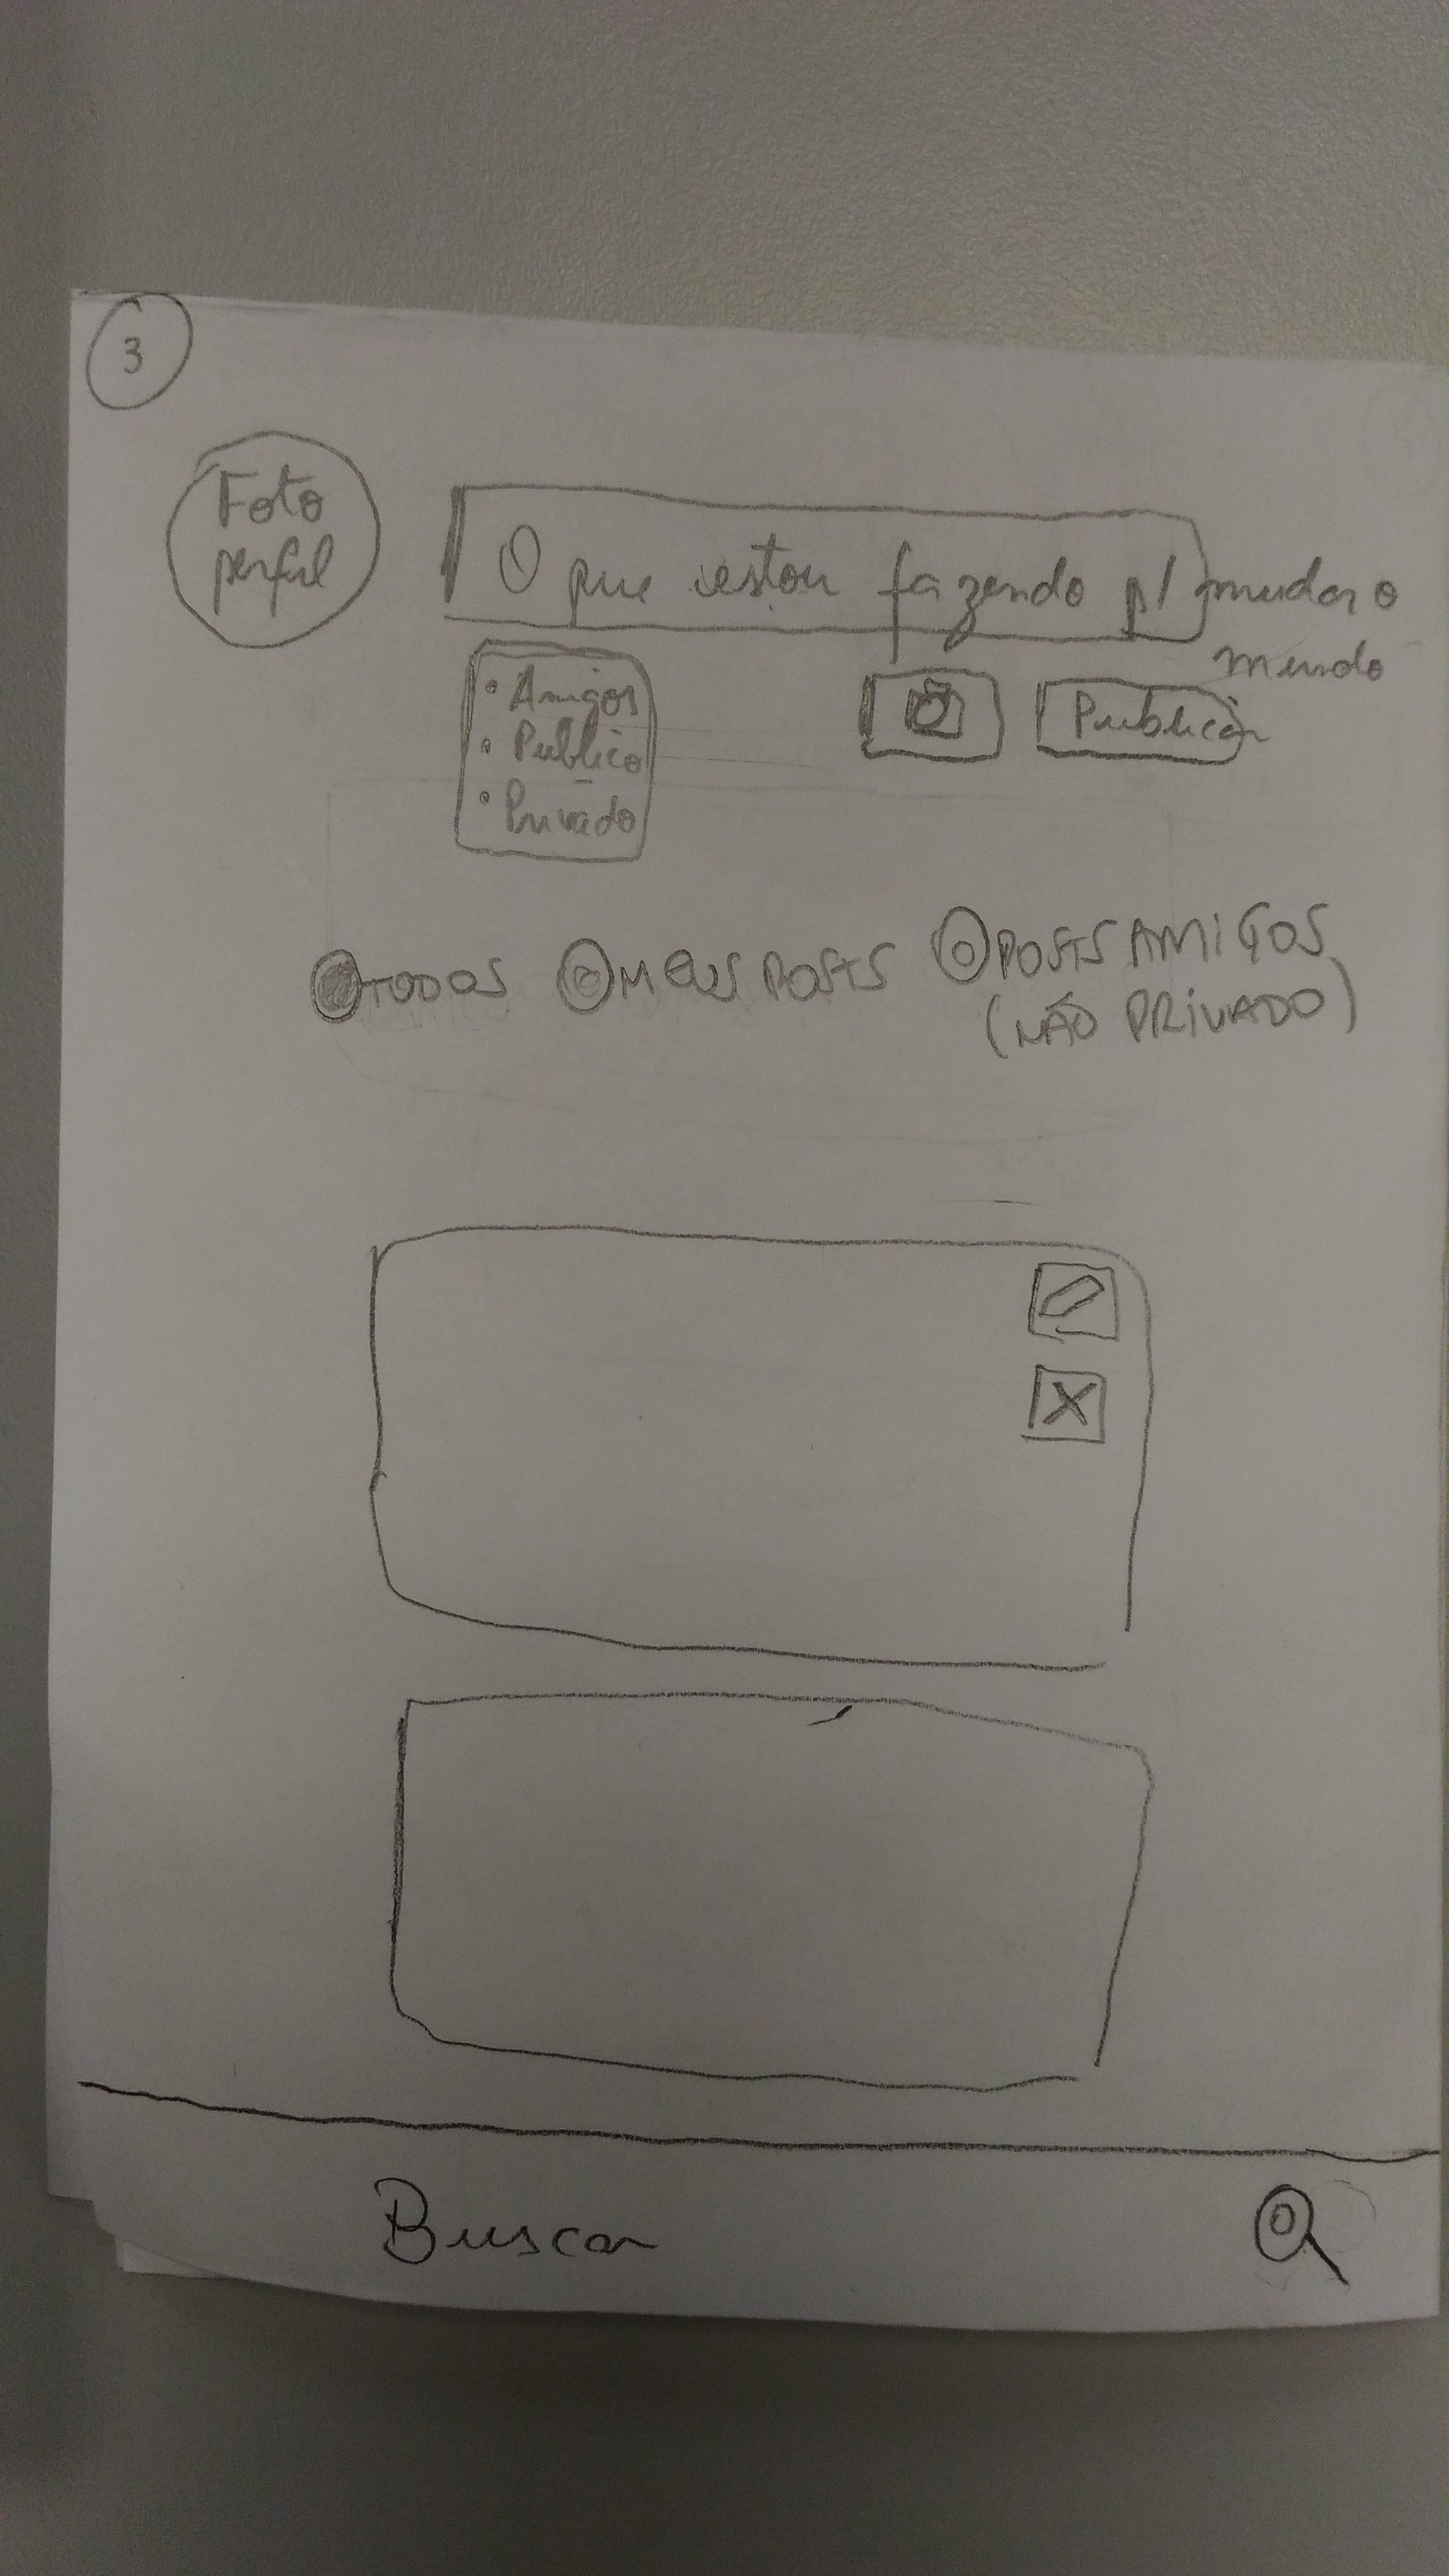 3
Foto
perfil
O que estou fazendo p/ mudar o
mundo
• Amigos
• Publico
• Privado
Publicar
TODOS
MEUS POSTS
POSTS AMIGOS
(NÃO PRIVADO)
X
Buscar